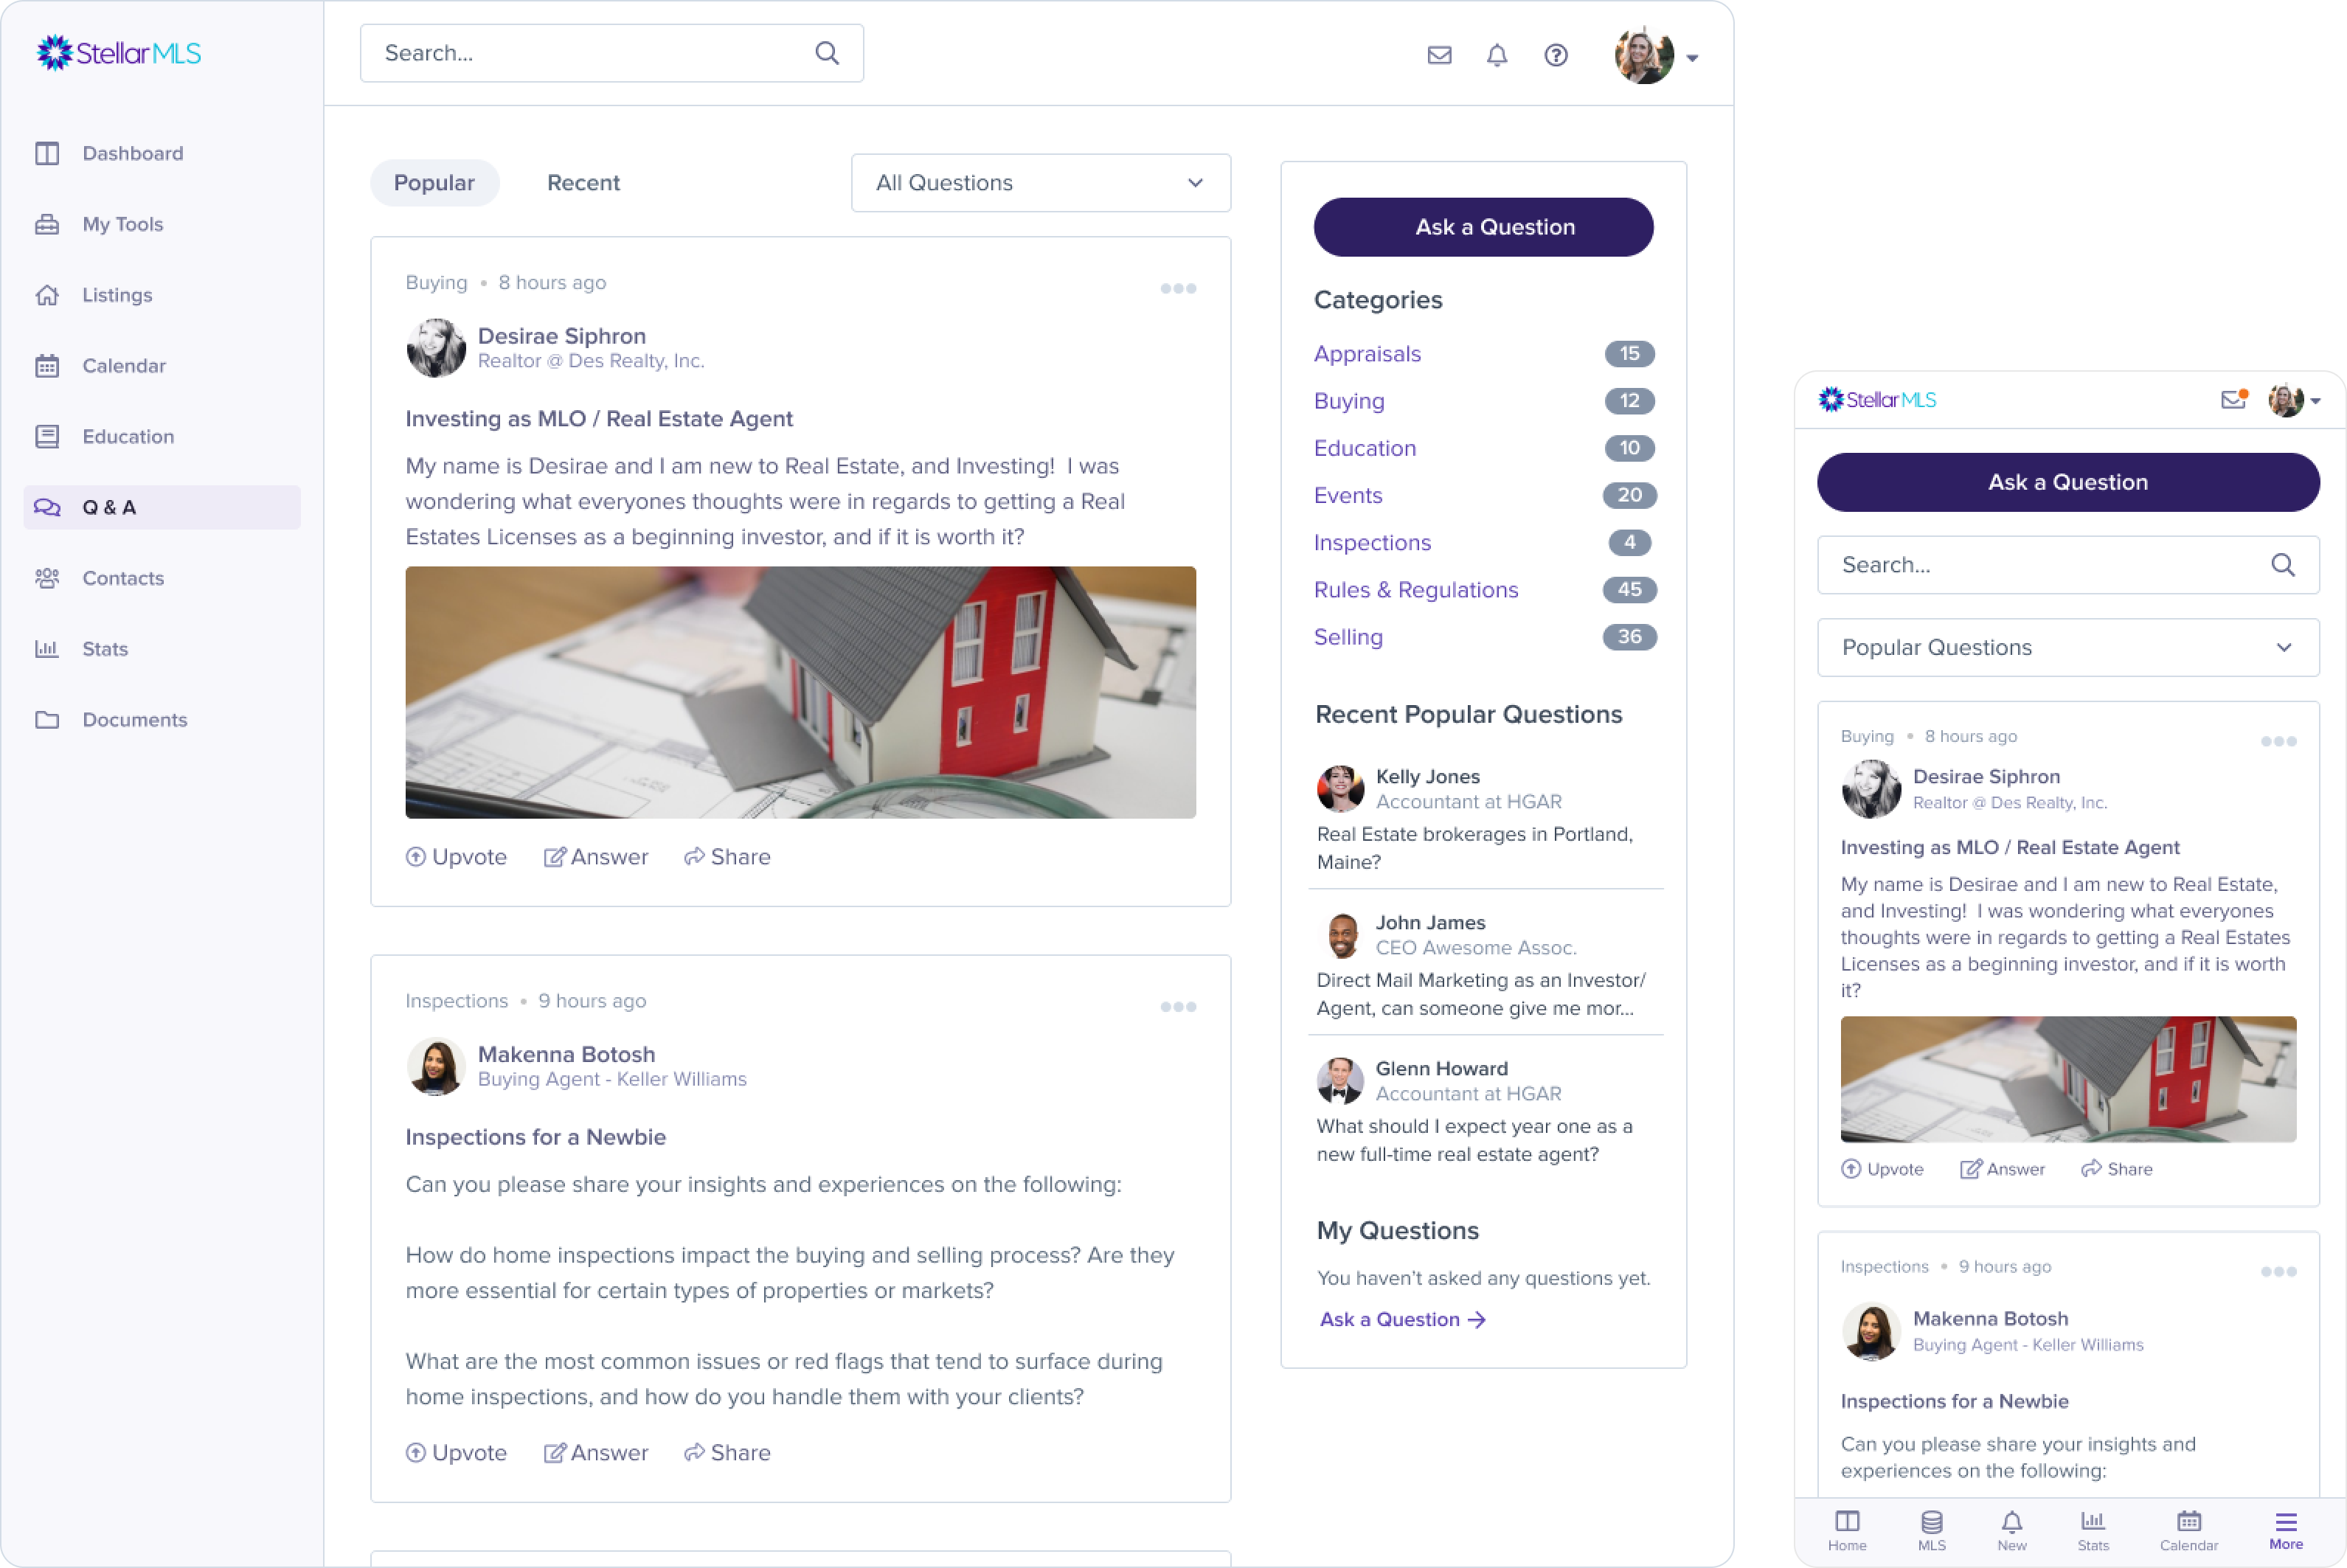 StellarMLS
Dashboard
My Tools
Listings
Calendar
Education
Q & A
Contacts
Stats
Documents
Search...
Popular
Recent
All Questions
Buying • 8 hours ago
Desirae Siphron
Realtor @ Des Realty, Inc.
Investing as MLO / Real Estate Agent
My name is Desirae and I am new to Real Estate, and Investing!  I was
wondering what everyones thoughts were in regards to getting a Real
Estates Licenses as a beginning investor, and if it is worth it?
Upvote
Answer
Share
Inspections • 9 hours ago
Makenna Botosh
Buying Agent - Keller Williams
Inspections for a Newbie
Can you please share your insights and experiences on the following:
How do home inspections impact the buying and selling process? Are they
more essential for certain types of properties or markets?
What are the most common issues or red flags that tend to surface during
home inspections, and how do you handle them with your clients?
Upvote
Answer
Share
Ask a Question
Categories
Appraisals 15
Buying 12
Education 10
Events 20
Inspections 4
Rules & Regulations 45
Selling 36
Recent Popular Questions
Kelly Jones
Accountant at HGAR
Real Estate brokerages in Portland,
Maine?
John James
CEO Awesome Assoc.
Direct Mail Marketing as an Investor/
Agent, can someone give me mor...
Glenn Howard
Accountant at HGAR
What should I expect year one as a
new full-time real estate agent?
My Questions
You haven't asked any questions yet.
Ask a Question →
StellarMLS
Ask a Question
Search...
Popular Questions
Buying • 8 hours ago
Desirae Siphron
Realtor @ Des Realty, Inc.
Investing as MLO / Real Estate Agent
My name is Desirae and I am new to Real Estate,
and Investing!  I was wondering what everyones
thoughts were in regards to getting a Real Estates
Licenses as a beginning investor, and if it is worth
it?
Upvote
Answer
Share
Inspections • 9 hours ago
Makenna Botosh
Buying Agent - Keller Williams
Inspections for a Newbie
Can you please share your insights and
experiences on the following:
Home
MLS
New
Stats
Calendar
More